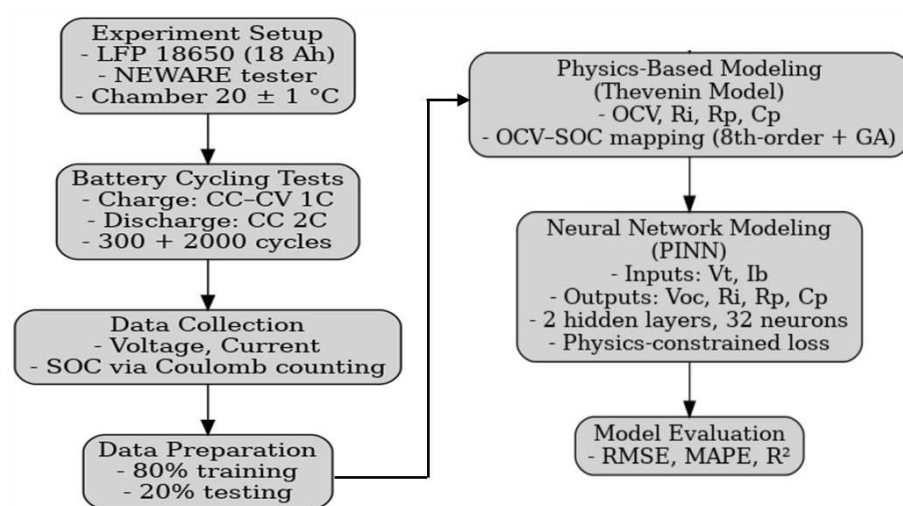 Experiment Setup
- LFP 18650 (18 Ah)
- NEWARE tester
- Chamber 20 ± 1 °C
Battery Cycling Tests
- Charge: CC–CV 1C
- Discharge: CC 2C
- 300 + 2000 cycles
Data Collection
- Voltage, Current
- SOC via Coulomb counting
Data Preparation
- 80% training
- 20% testing
Physics-Based Modeling
(Thevenin Model)
- OCV, Ri, Rp, Cp
- OCV–SOC mapping (8th-order + GA)
Neural Network Modeling
(PINN)
- Inputs: Vt, Ib
- Outputs: Voc, Ri, Rp, Cp
- 2 hidden layers, 32 neurons
- Physics-constrained loss
Model Evaluation
- RMSE, MAPE, R²